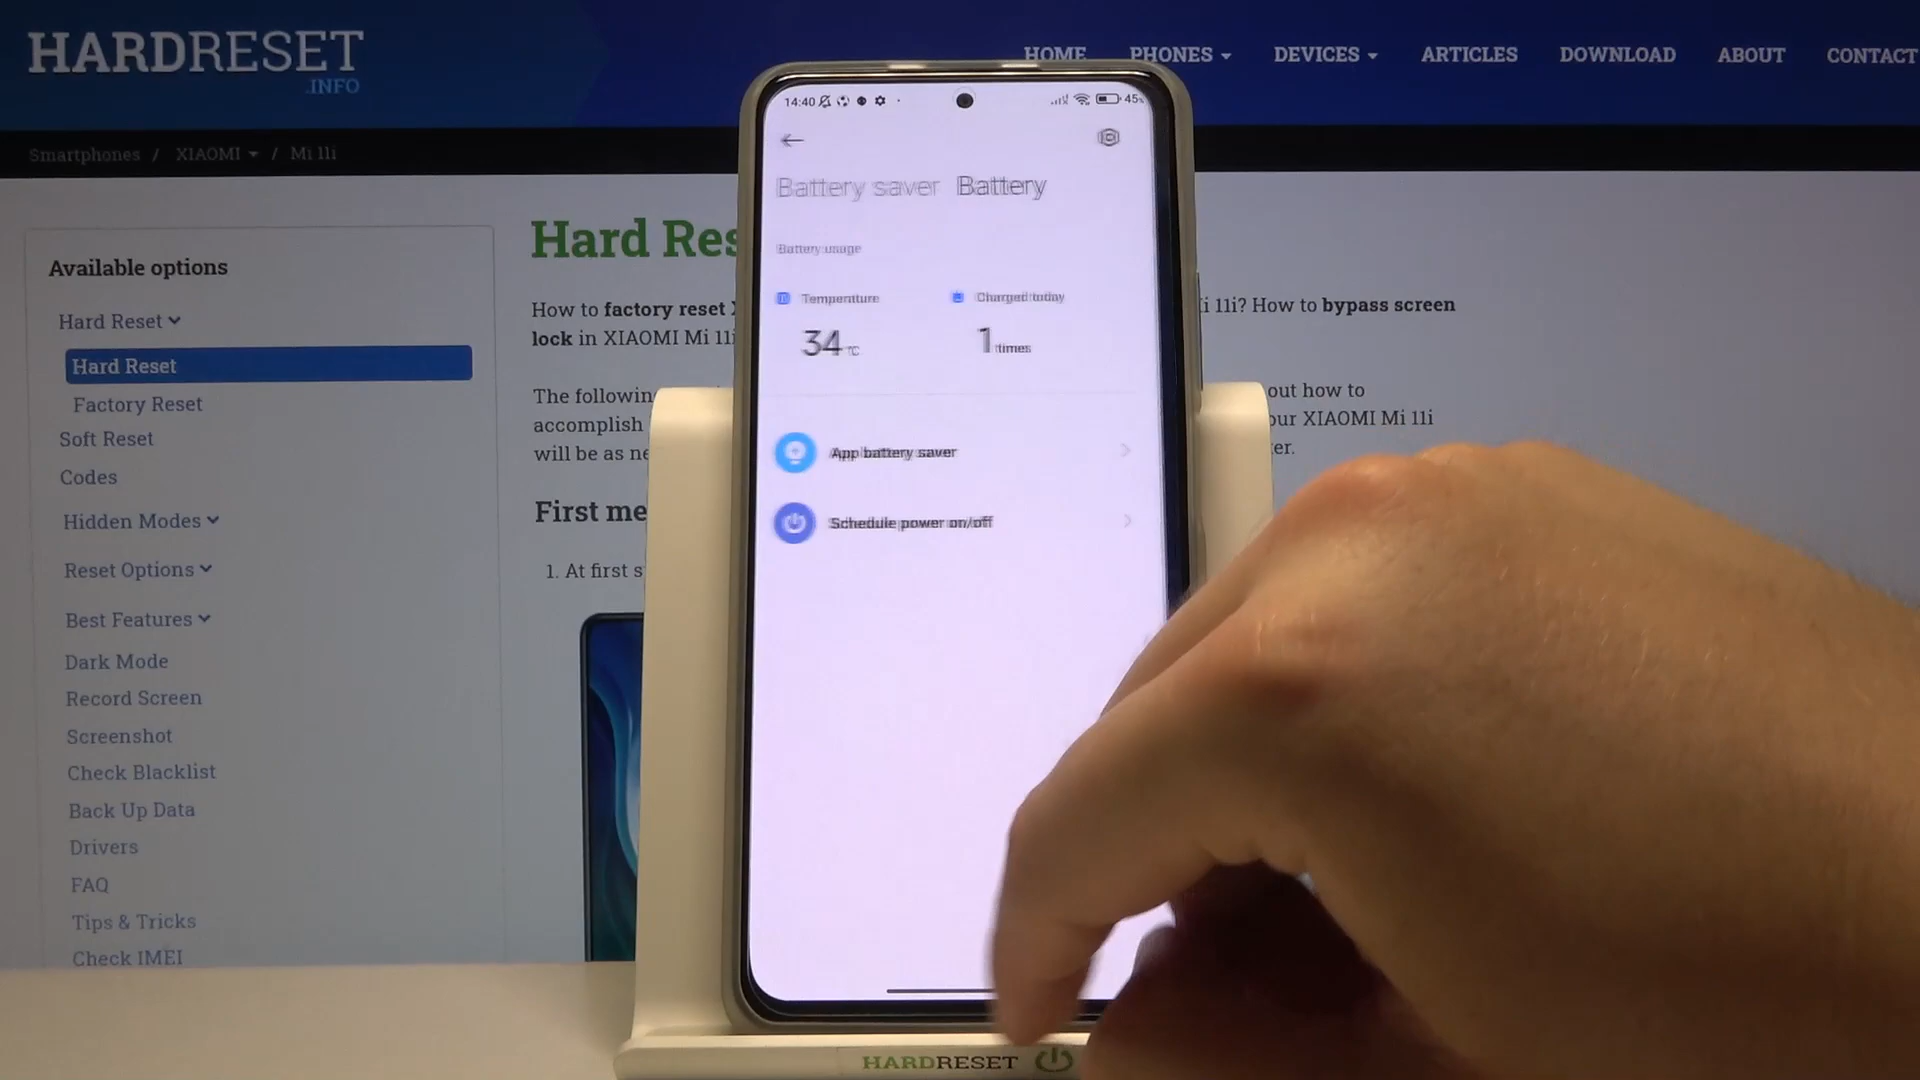 HARDRESET
.INFO
HOME PHONES DEVICES ARTICLES DOWNLOAD ABOUT CONTACT
Smartphones / XIAOMI / Mi 11i
Available options
Hard Reset
Hard Reset
Factory Reset
Soft Reset
Codes
Hidden Modes
Reset Options
Best Features
Dark Mode
Record Screen
Screenshot
Check Blacklist
Back Up Data
Drivers
FAQ
Tips & Tricks
Check IMEI
Hard Res
How to factory reset X
i 11i? How to bypass screen
lock in XIAOMI Mi 11i
The followin
out how to
accomplish
our XIAOMI Mi 11i
will be as ne
er.
First me
1. At first s
14:40 45%
Battery saver Battery
Battery usage
Temperature Charged today
34 °C 1 times
App battery saver
Schedule power on/off
HARDRESET